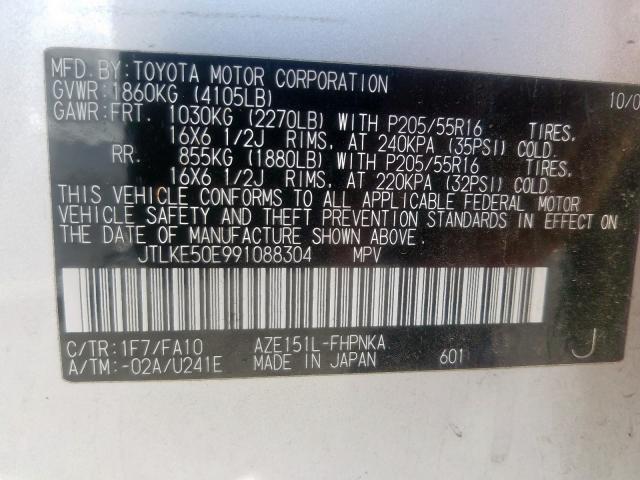 MFD.BY:TOYOTA MOTOR CORPORATION 10/0
GVWR:1860KG (4105LB)
GAWR:FRT. 1030KG (2270LB) WITH P205/55R16 TIRES,
16X6 1/2J RIMS, AT 240KPA (35PSI) COLD.
RR. 855KG (1880LB) WITH P205/55R16 TIRES,
16X6 1/2J RIMS, AT 220KPA (32PSI) COLD.
THIS VEHICLE CONFORMS TO ALL APPLICABLE FEDERAL MOTOR
VEHICLE SAFETY AND THEFT PREVENTION STANDARDS IN EFFECT ON
THE DATE OF MANUFACTURE SHOWN ABOVE.
JTLKE50E991088304 MPV
C/TR:1F7/FA10 AZE151L-FHPNKA
A/TM:-02A/U241E MADE IN JAPAN 601 J